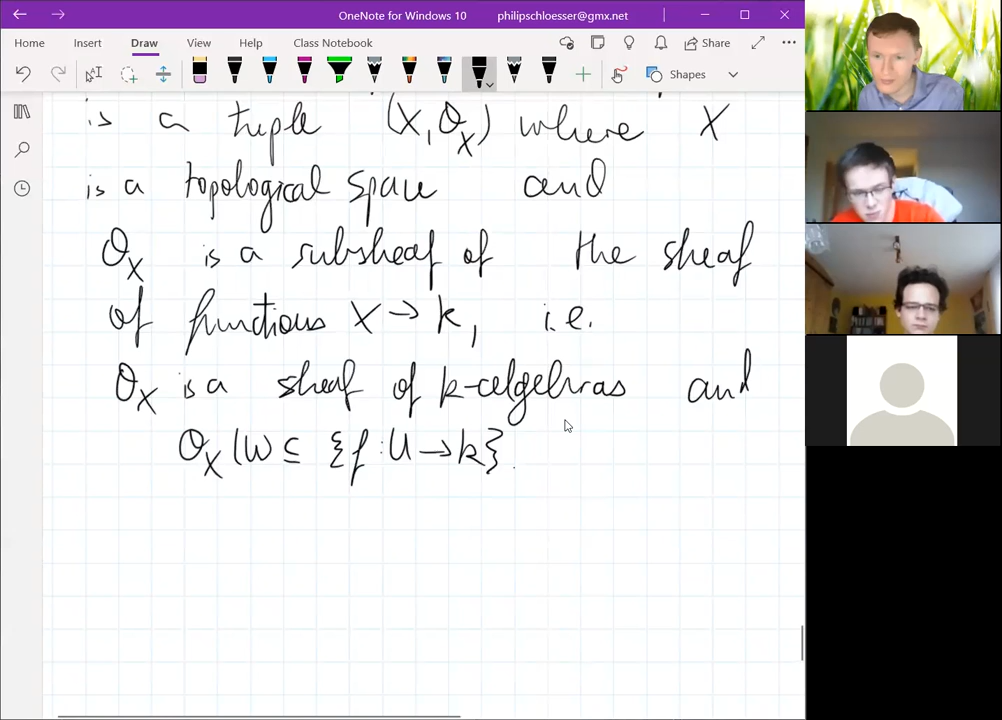 OneNote for Windows 10
philipschloesser@gmx.net
Home Insert Draw View Help Class Notebook Share
Shapes
is a tuple (X, O_X) where X
is a topological space and
O_X is a subsheaf of the sheaf
of functions X → k, i.e.
O_X is a sheaf of k-algebras and
O_X(U) ⊆ {f : U → k}.